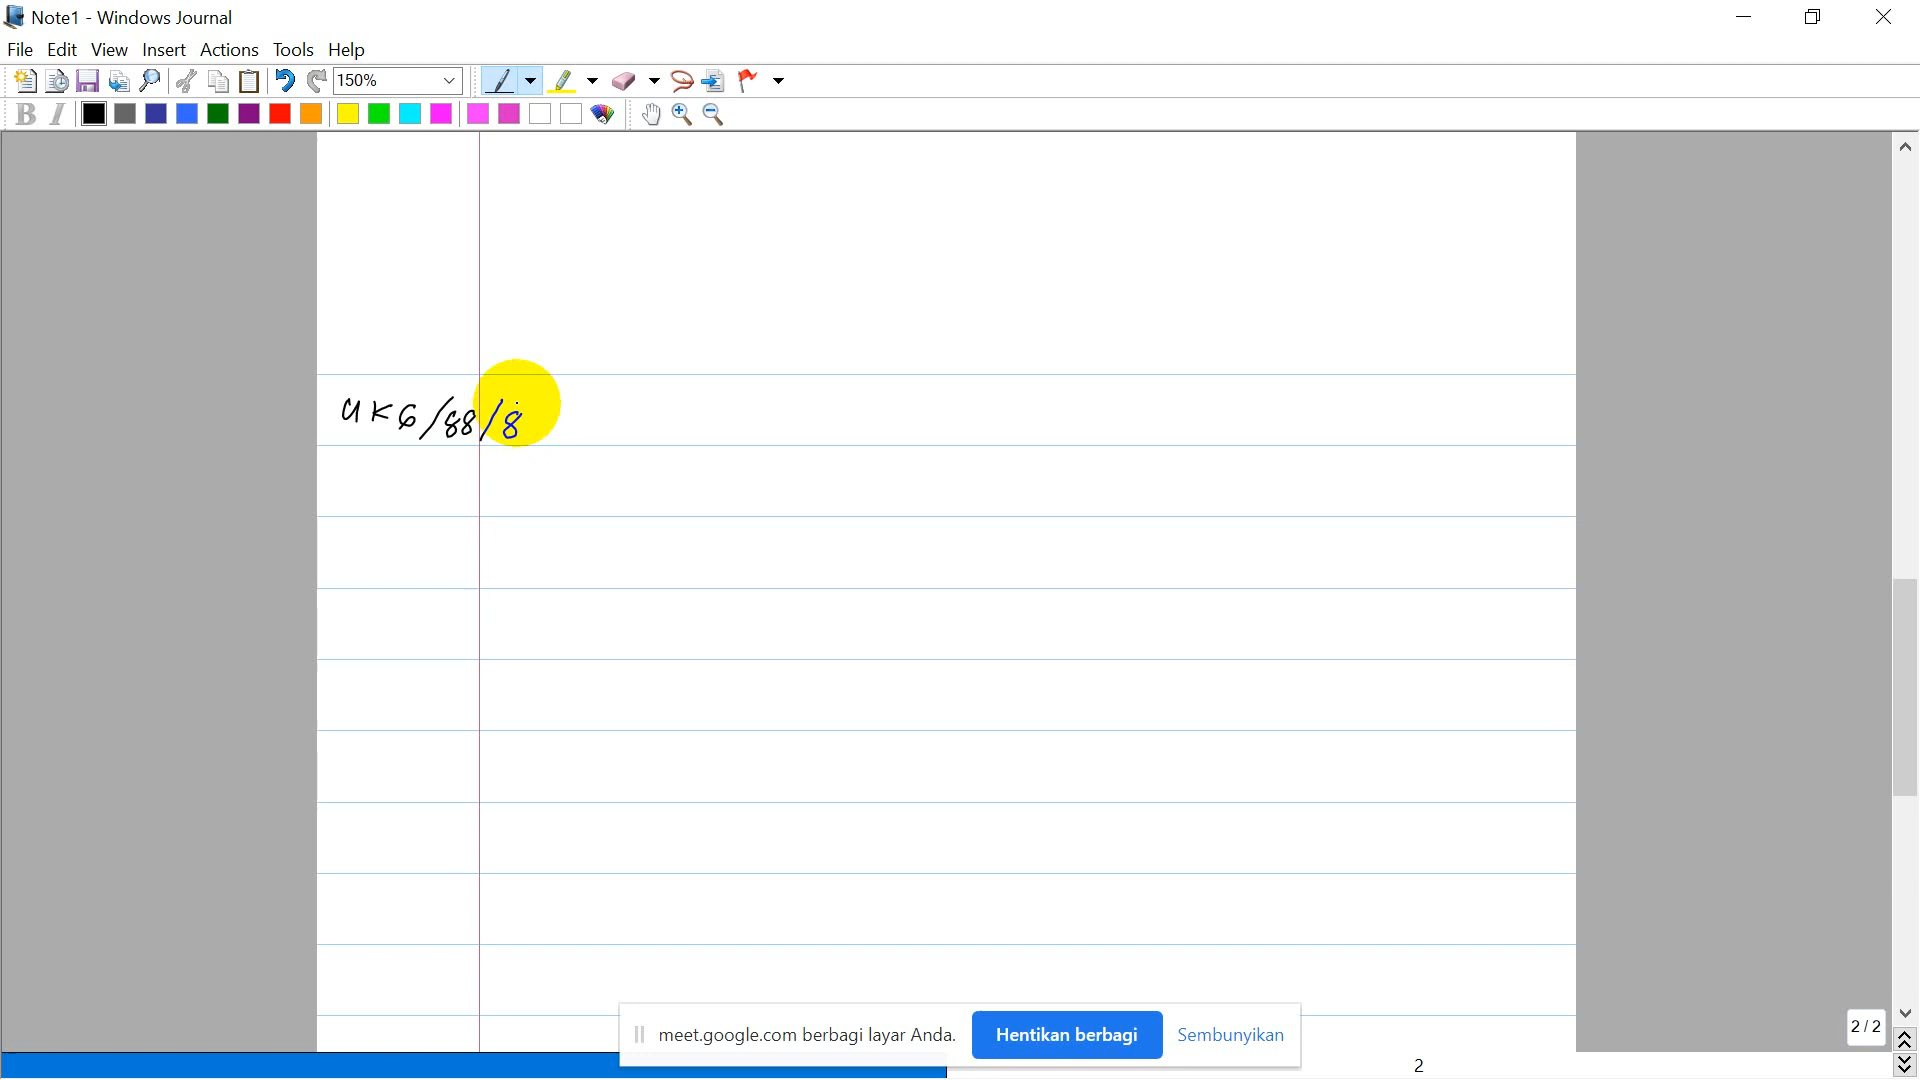 Note1 - Windows Journal
File Edit View Insert Actions Tools Help
150%
B I
UKG/88/8
2/2
meet.google.com berbagi layar Anda. Hentikan berbagi Sembunyikan
2